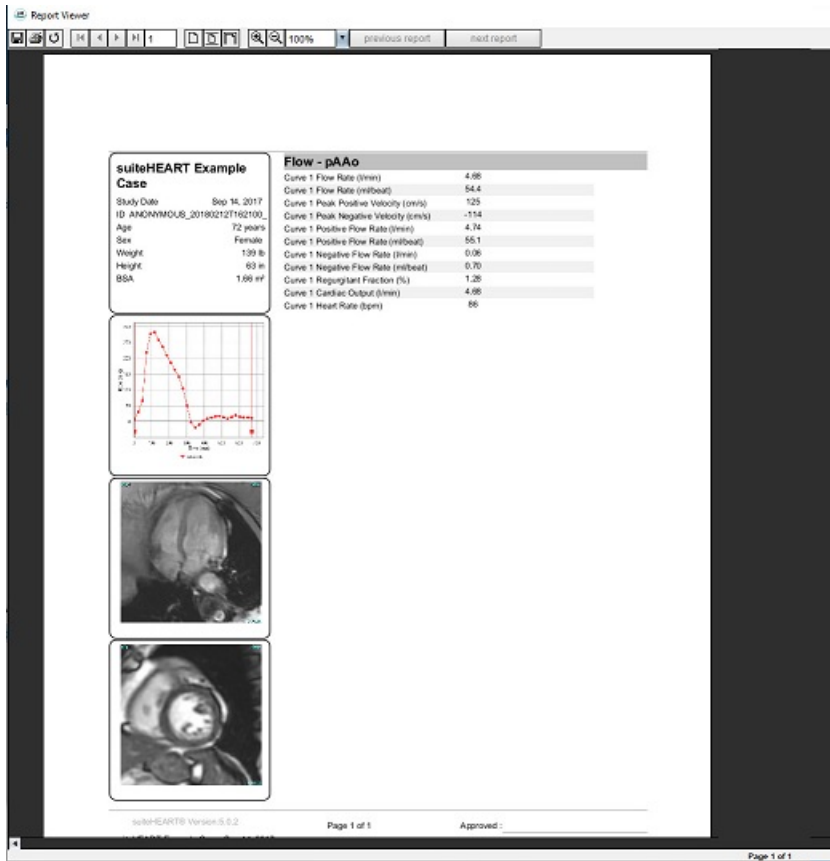 Report Viewer
1
100%
previous report
next report
suiteHEART Example
Case
Study Date Sep 14, 2017
ID ANONYMOUS_20180212T162100_
Age 72 years
Sex Female
Weight 139 lb
Height 63 in
BSA 1.66 m²
Flow - pAAo
Curve 1 Flow Rate (l/min) 4.68
Curve 1 Flow Rate (ml/beat) 54.4
Curve 1 Peak Positive Velocity (cm/s) 125
Curve 1 Peak Negative Velocity (cm/s) -114
Curve 1 Positive Flow Rate (l/min) 4.74
Curve 1 Positive Flow Rate (ml/beat) 55.1
Curve 1 Negative Flow Rate (l/min) 0.06
Curve 1 Negative Flow Rate (ml/beat) 0.70
Curve 1 Regurgitant Fraction (%) 1.28
Curve 1 Cardiac Output (l/min) 4.68
Curve 1 Heart Rate (bpm) 86
suiteHEART® Version 5.0.2
Page 1 of 1
Approved :
Page 1 of 1